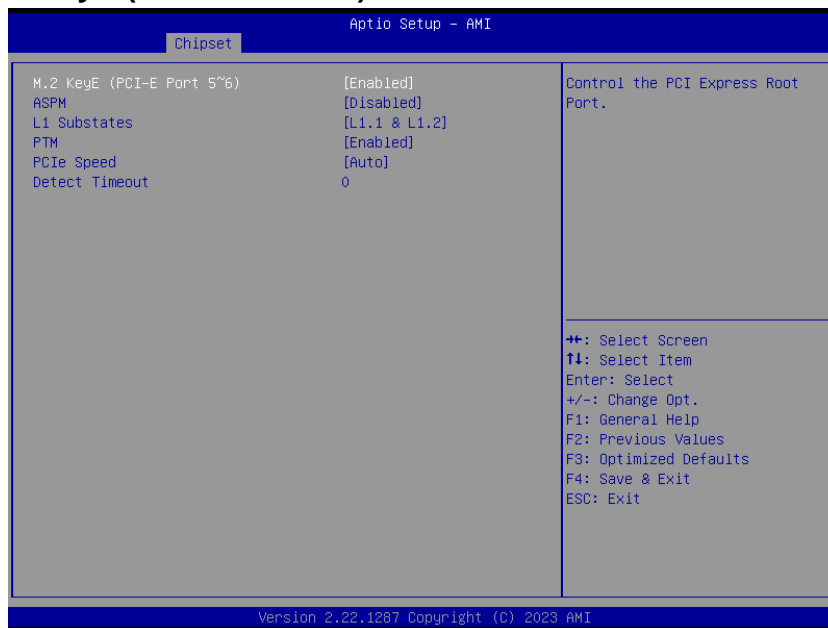 Aptio Setup – AMI
Chipset
M.2 KeyE (PCI-E Port 5~6) [Enabled]
ASPM [Disabled]
L1 Substates [L1.1 & L1.2]
PTM [Enabled]
PCIe Speed [Auto]
Detect Timeout 0
Control the PCI Express Root
Port.
→←: Select Screen
↑↓: Select Item
Enter: Select
+/-: Change Opt.
F1: General Help
F2: Previous Values
F3: Optimized Defaults
F4: Save & Exit
ESC: Exit
Version 2.22.1287 Copyright (C) 2023 AMI